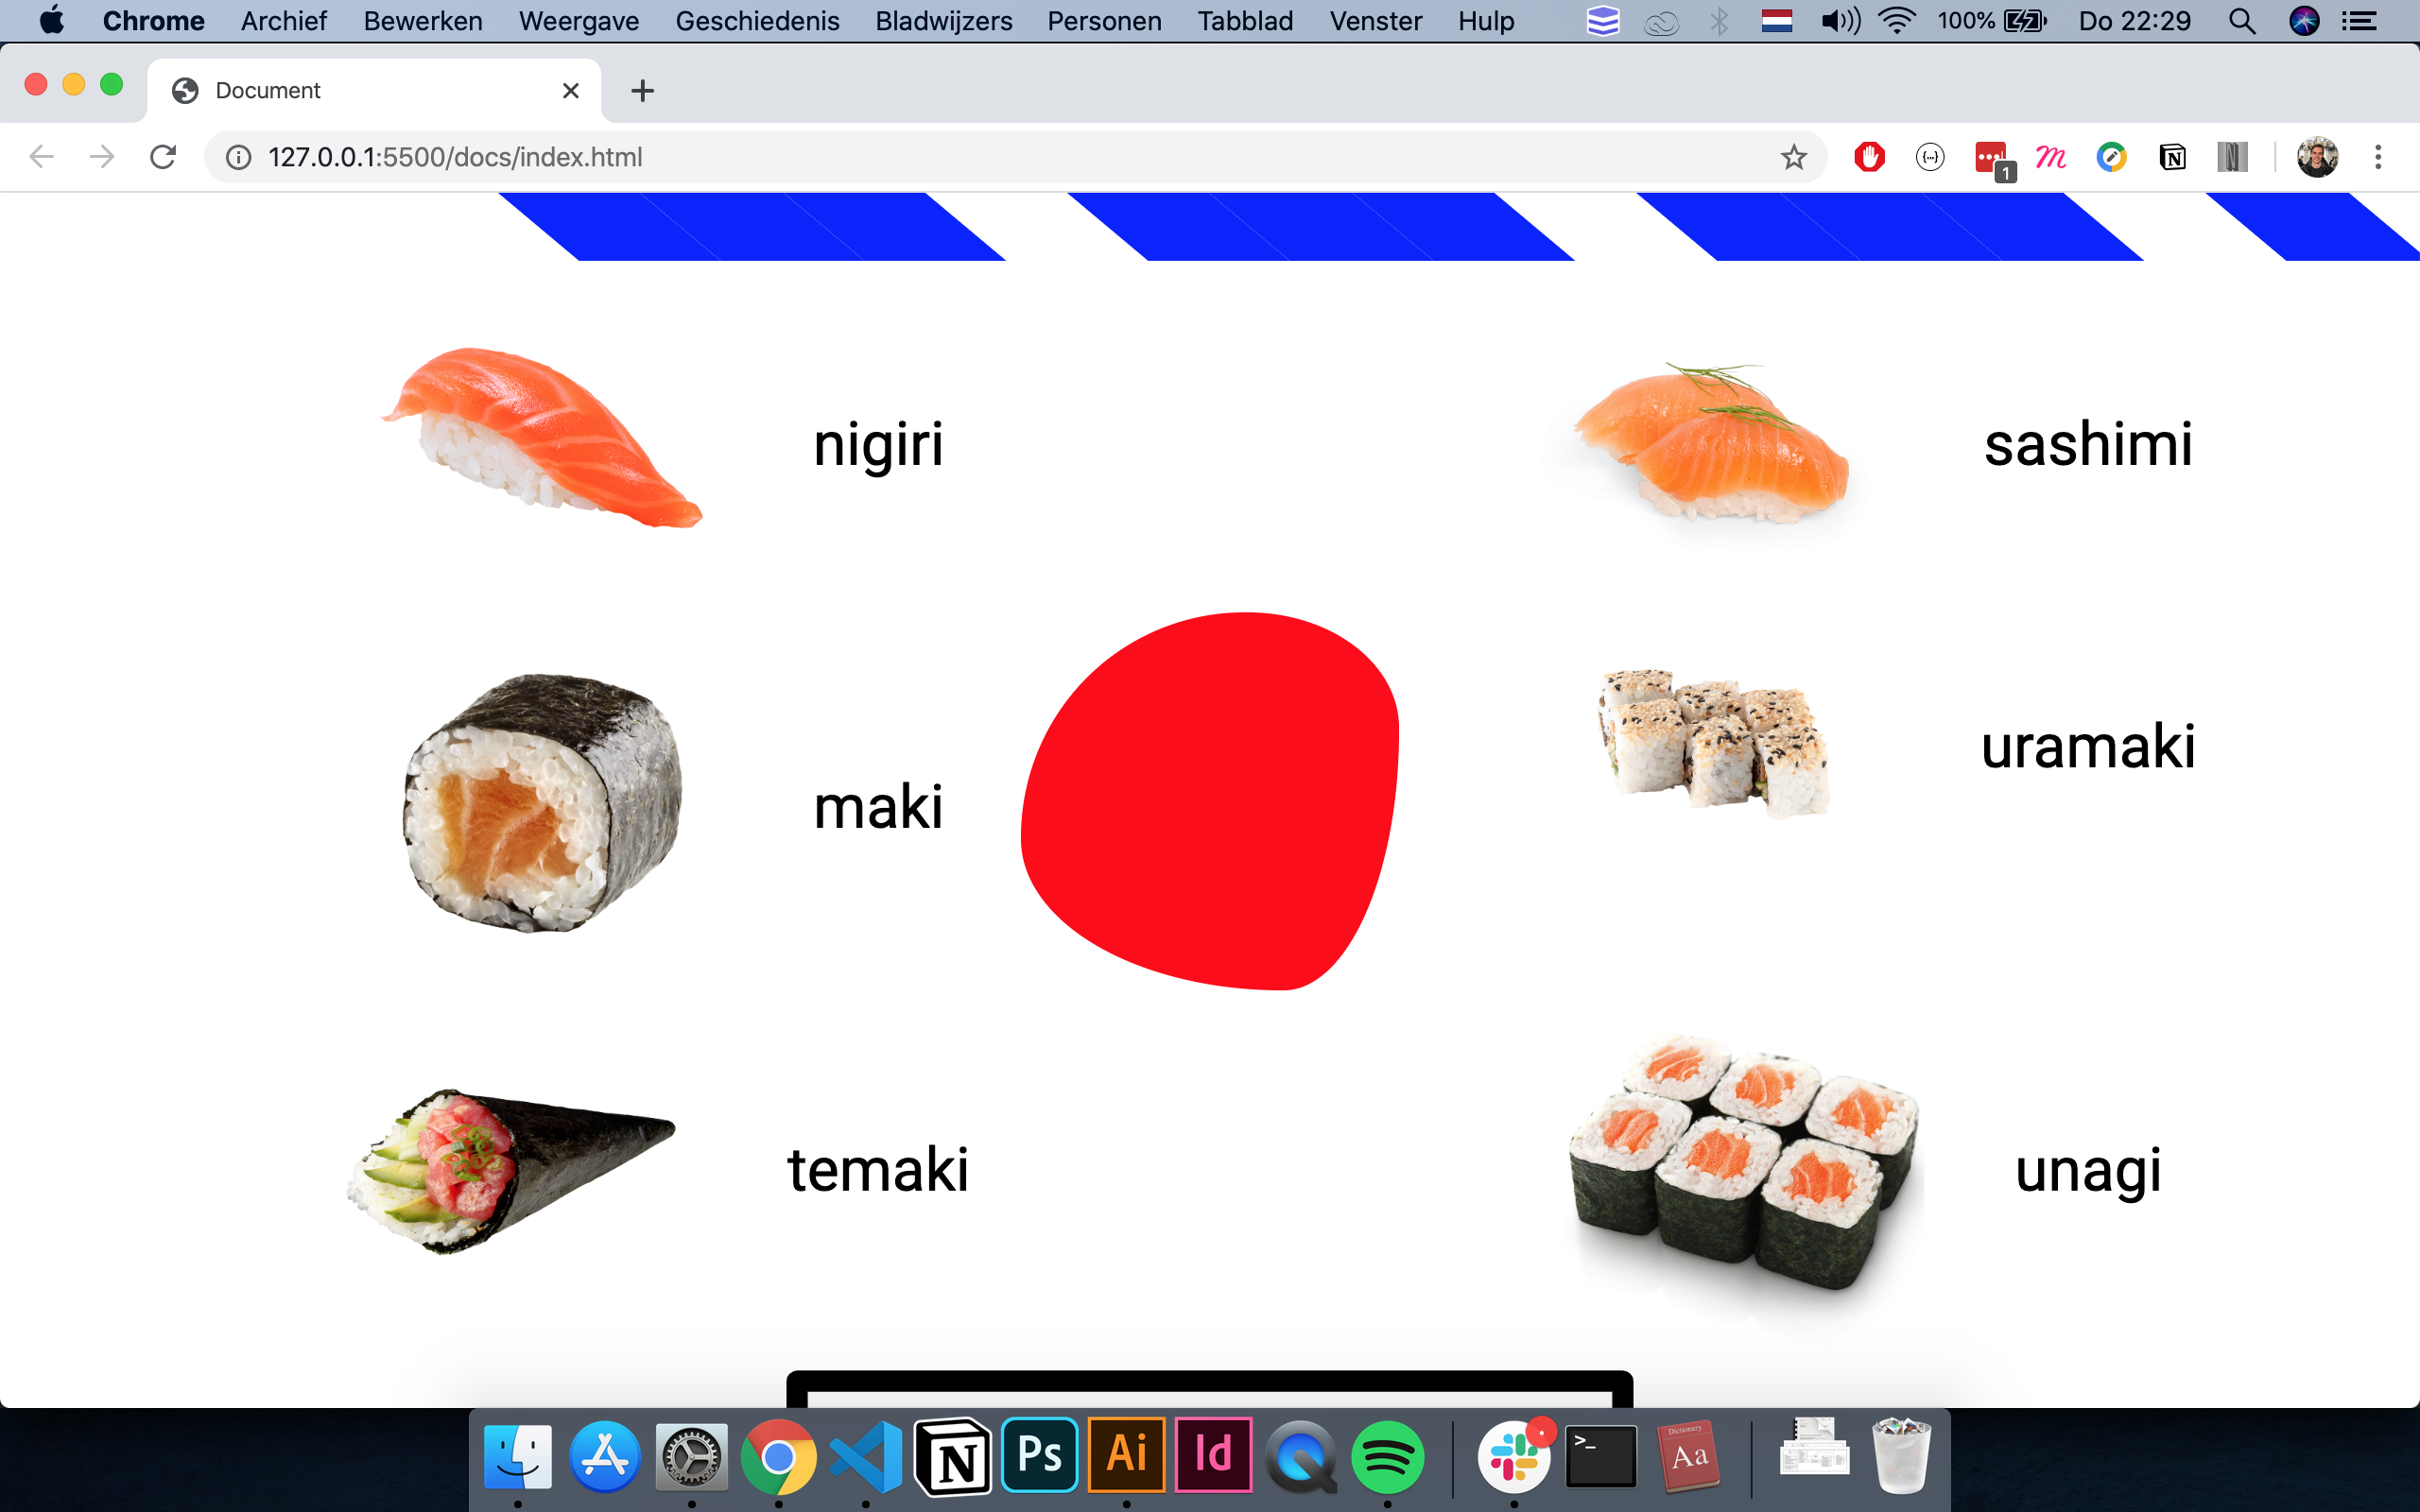 Chrome Archief Bewerken Weergave Geschiedenis Bladwijzers Personen Tabblad Venster Hulp 100% Do 22:29
Document
127.0.0.1:5500/docs/index.html
1
nigiri
sashimi
maki
uramaki
temaki
unagi
Ps Ai Id >_ Dictionary
Aa